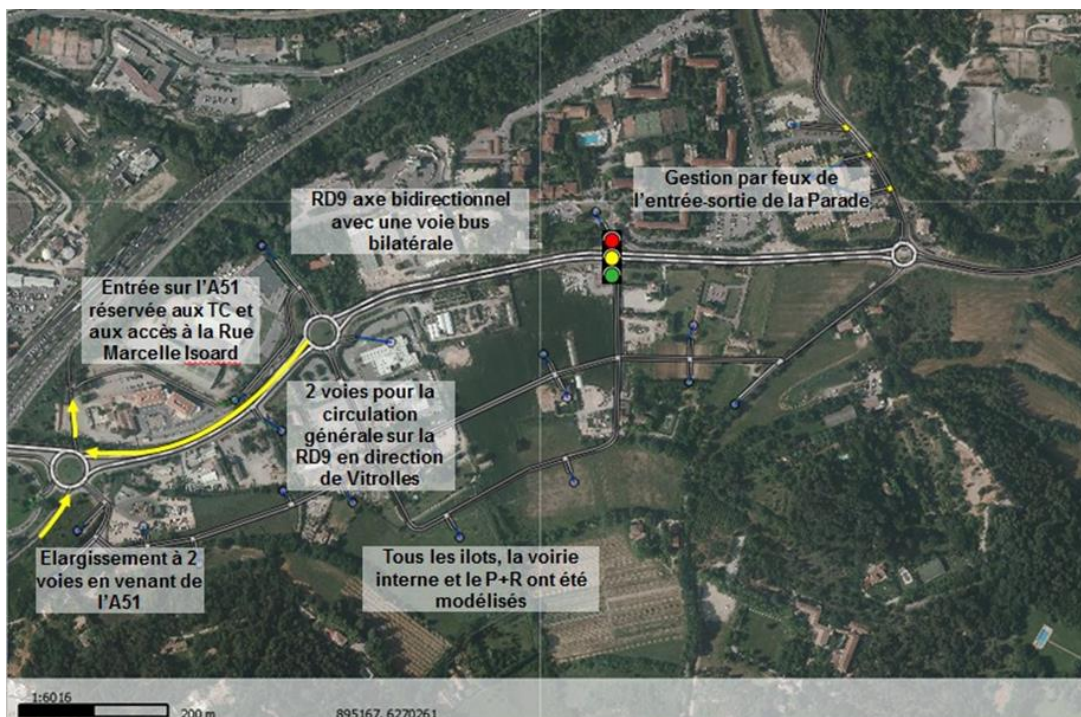 RD9 axe bidirectionnel
avec une voie bus
bilatérale
Gestion par feux de
l'entrée-sortie de la Parade
Entrée sur l'A51
réservée aux TC et
aux accès à la Rue
Marcelle Isoard
2 voies pour la
circulation
générale sur la
RD9 en direction
de Vitrolles
Elargissement à 2
voies en venant de
l'A51
Tous les ilots, la voirie
interne et le P+R ont été
modélisés
1:6016
200 m
895167, 6270261